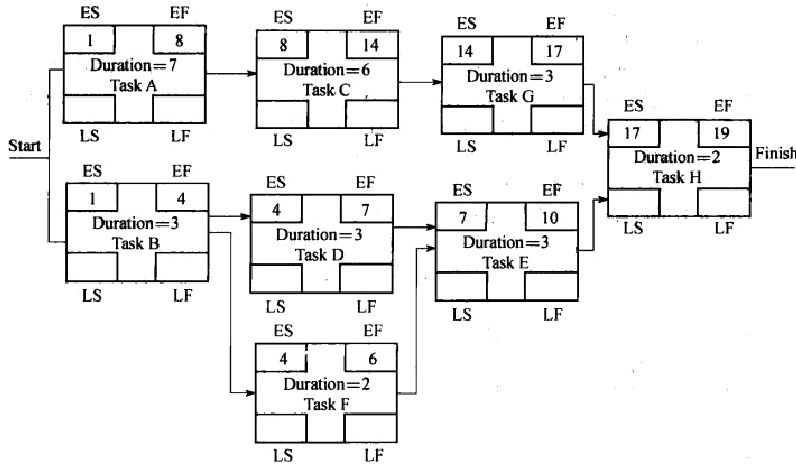 ES EF
1 8
Duration=7
Task A
LS LF
ES EF
8 14
Duration=6
Task C
LS LF
ES EF
14 17
Duration=3
Task G
LS LF
Start
ES EF
1 4
Duration=3
Task B
LS LF
ES EF
4 7
Duration=3
Task D
LS LF
ES EF
7 10
Duration=3
Task E
LS LF
ES EF
17 19
Duration=2
Task H
LS LF
Finish
ES EF
4 6
Duration=2
Task F
LS LF